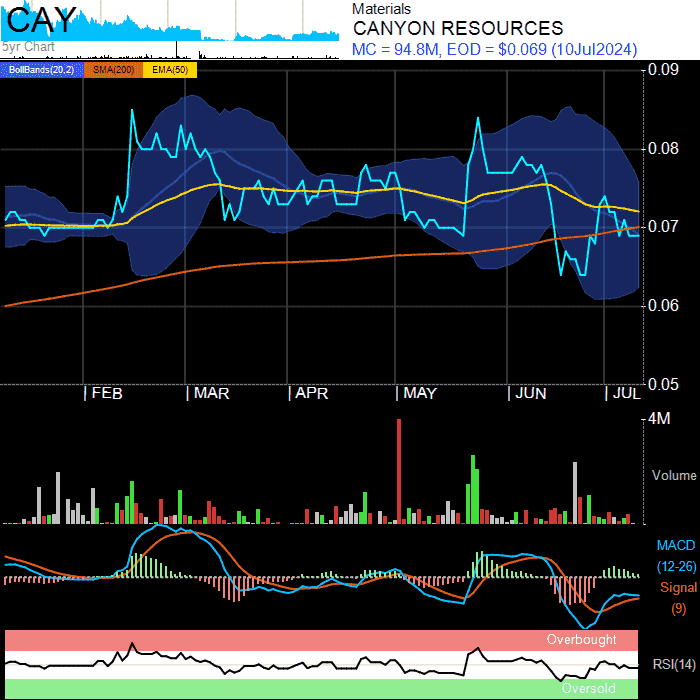 CAY
5yr Chart
Materials
CANYON RESOURCES
MC = 94.8M, EOD = $0.069 (10Jul2024)
BollBands(20,2) SMA(200) EMA(50)
0.09
0.08
0.07
0.06
0.05
FEB MAR APR MAY JUN JUL
4M
Volume
MACD
(12-26)
Signal
(9)
Overbought
RSI(14)
Oversold